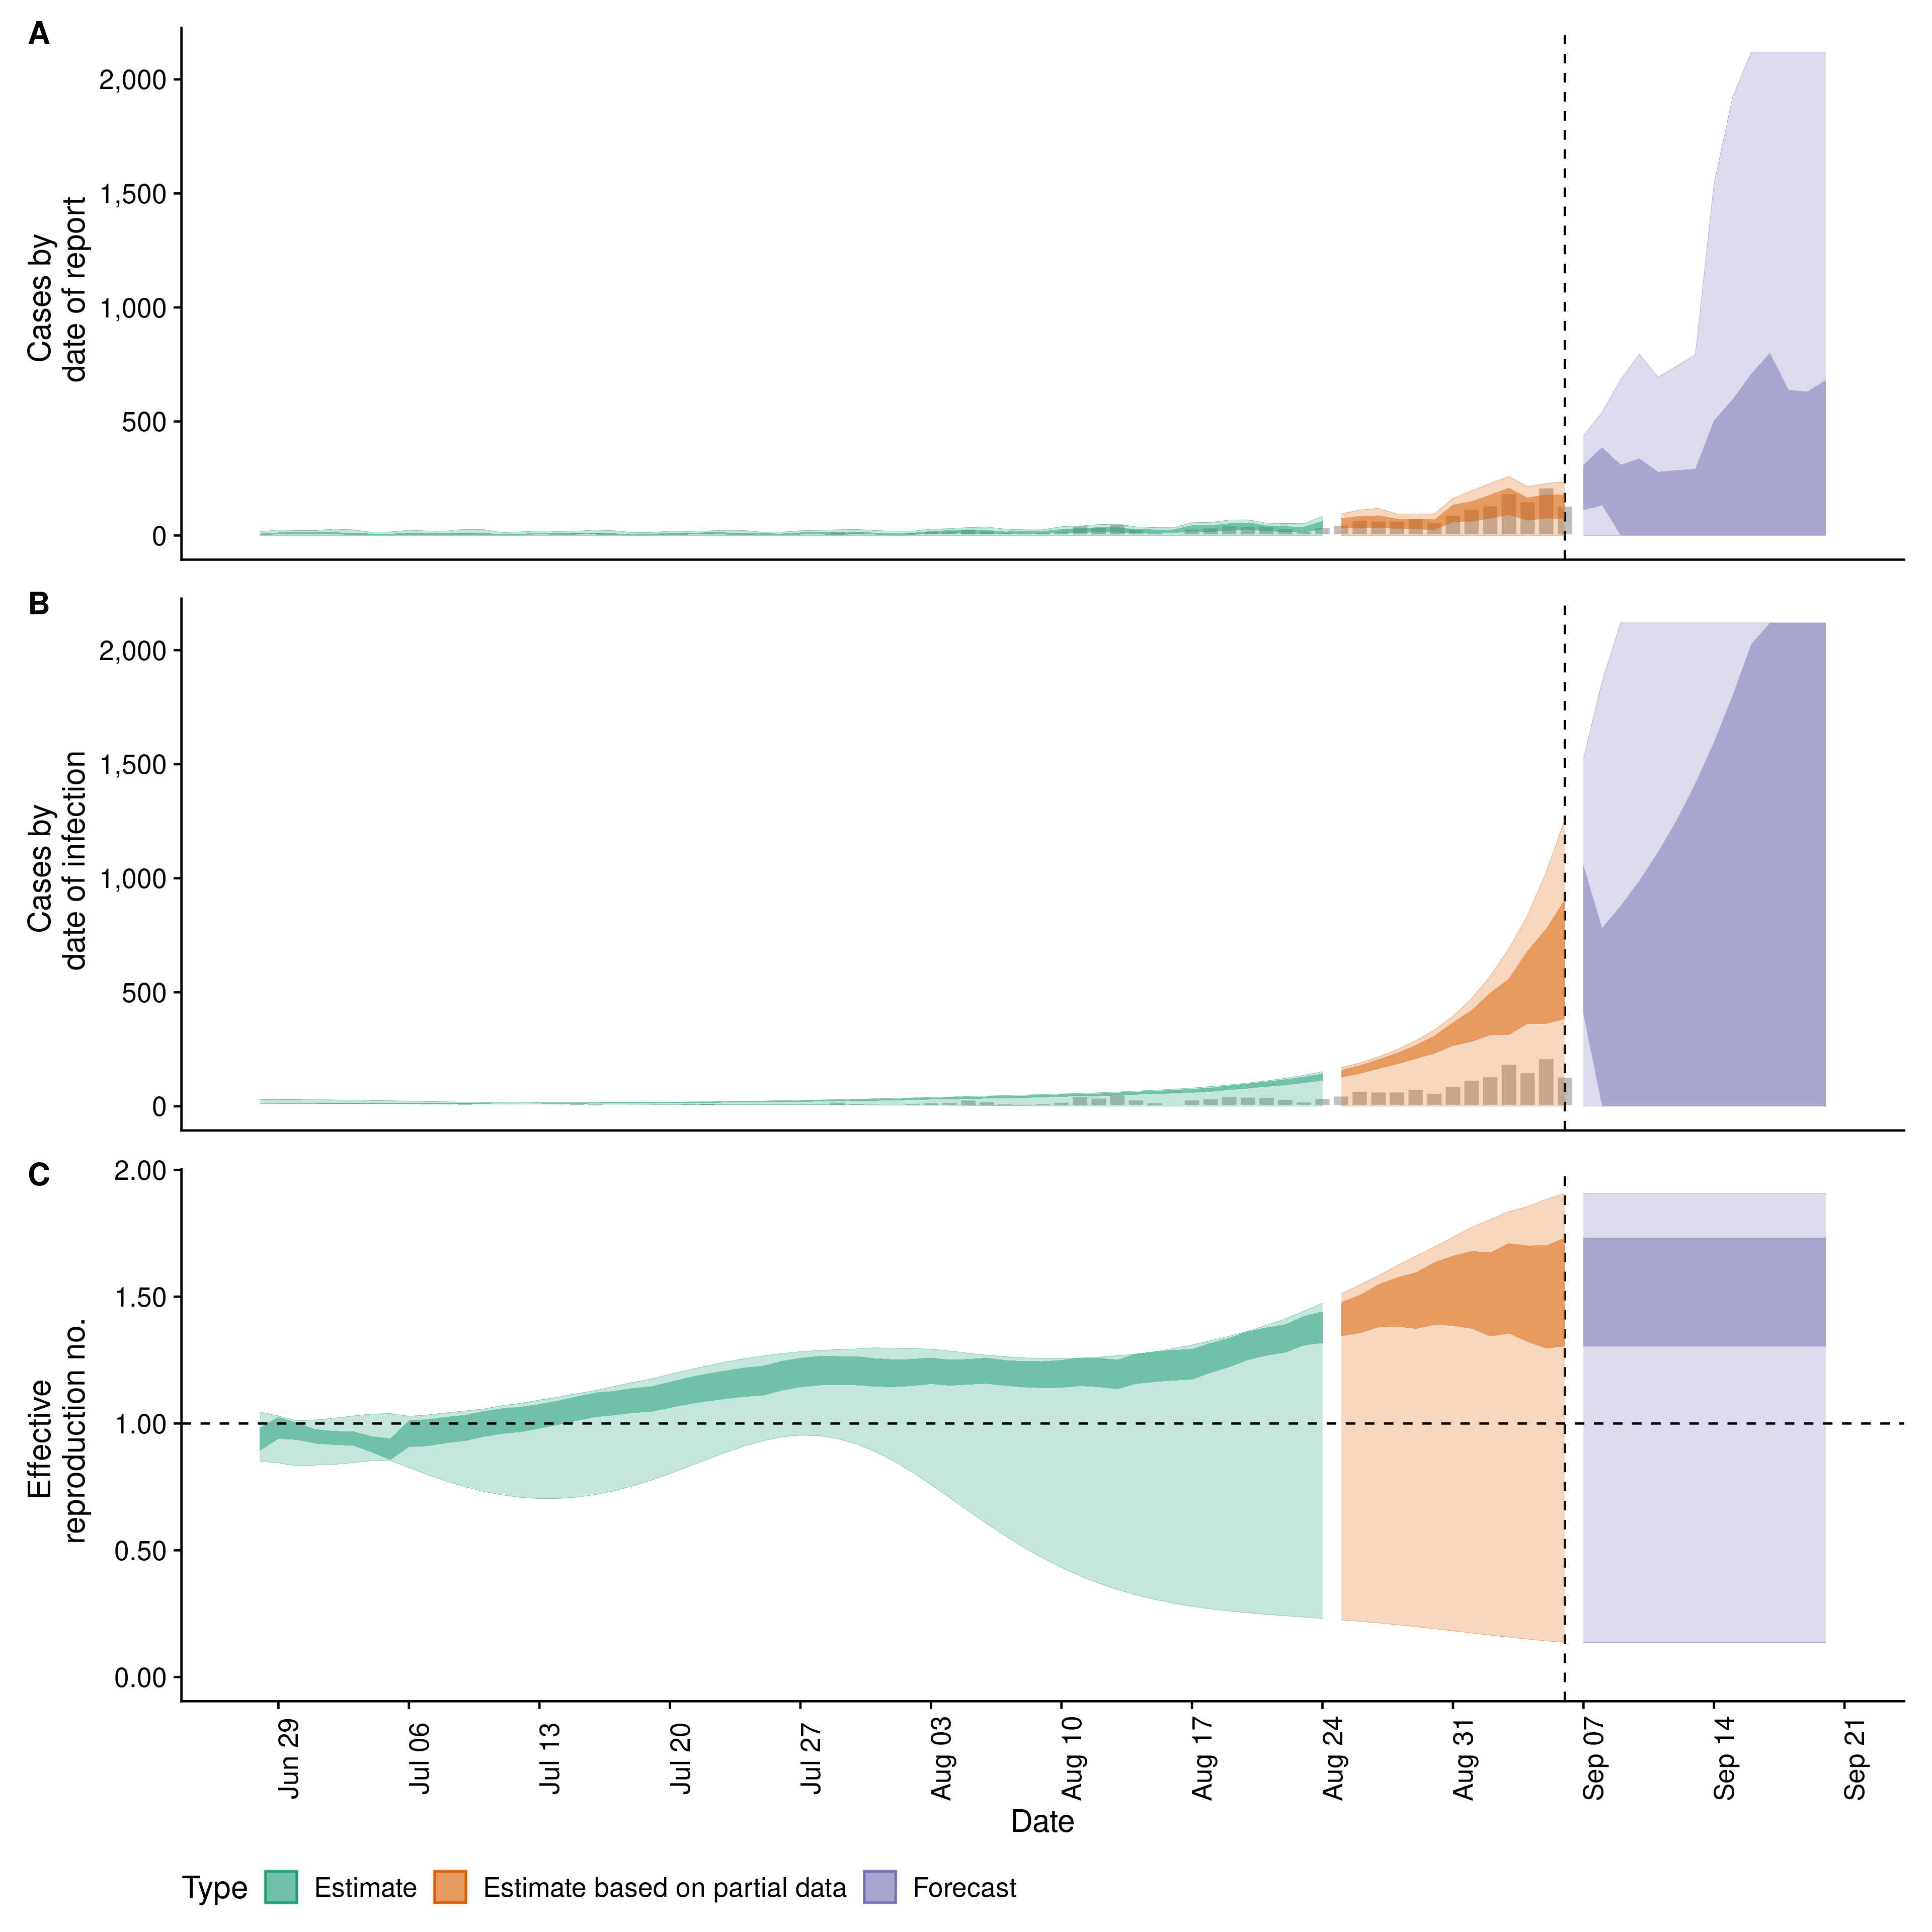 A
Cases by
date of report
2,000
1,500
1,000
500
0
B
Cases by
date of infection
2,000
1,500
1,000
500
0
C
Effective
reproduction no.
2.00
1.50
1.00
0.50
0.00
Jun 29
Jul 06
Jul 13
Jul 20
Jul 27
Aug 03
Aug 10
Aug 17
Aug 24
Aug 31
Sep 07
Sep 14
Sep 21
Date
Type Estimate Estimate based on partial data Forecast